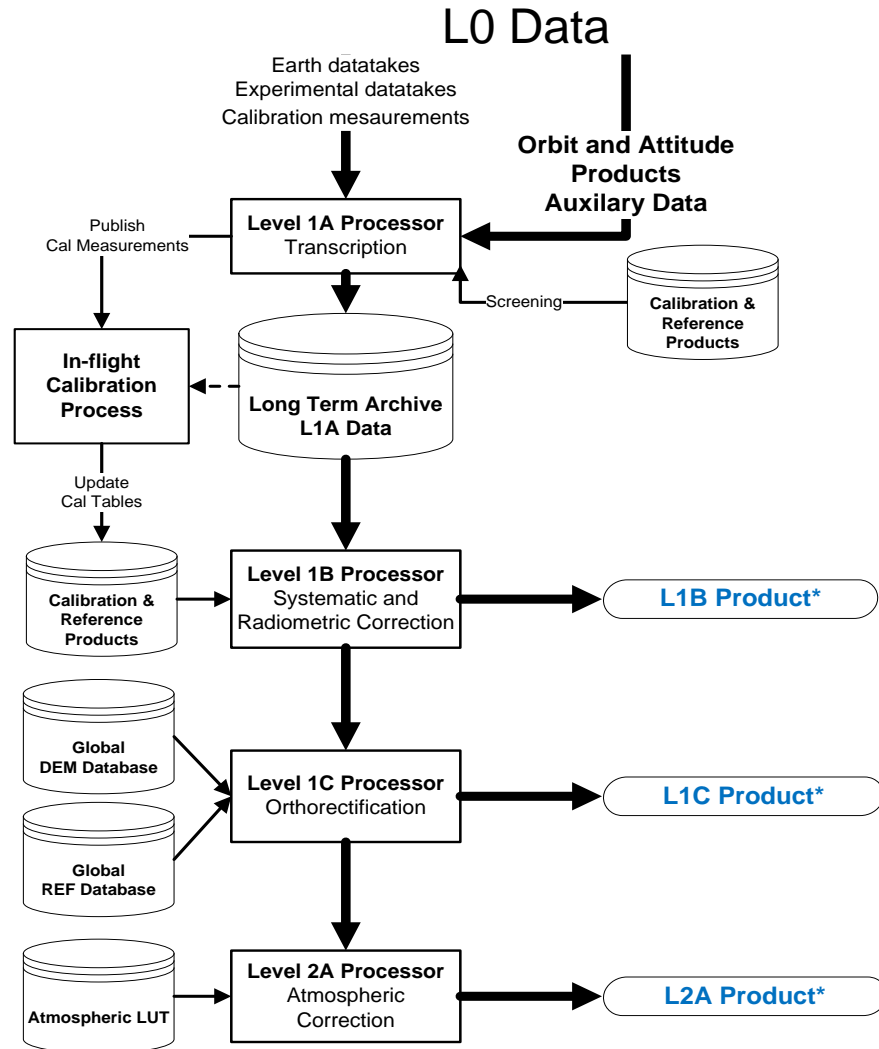 L0 Data
Earth datatakes
Experimental datatakes
Calibration mesaurements
Orbit and Attitude
Products
Auxilary Data
Publish
Cal Measurements
Level 1A Processor
Transcription
Screening
Calibration &
Reference
Products
In-flight
Calibration
Process
Long Term Archive
L1A Data
Update
Cal Tables
Calibration &
Reference
Products
Level 1B Processor
Systematic and
Radiometric Correction
L1B Product*
Global
DEM Database
Level 1C Processor
Orthorectification
L1C Product*
Global
REF Database
Atmospheric LUT
Level 2A Processor
Atmospheric
Correction
L2A Product*